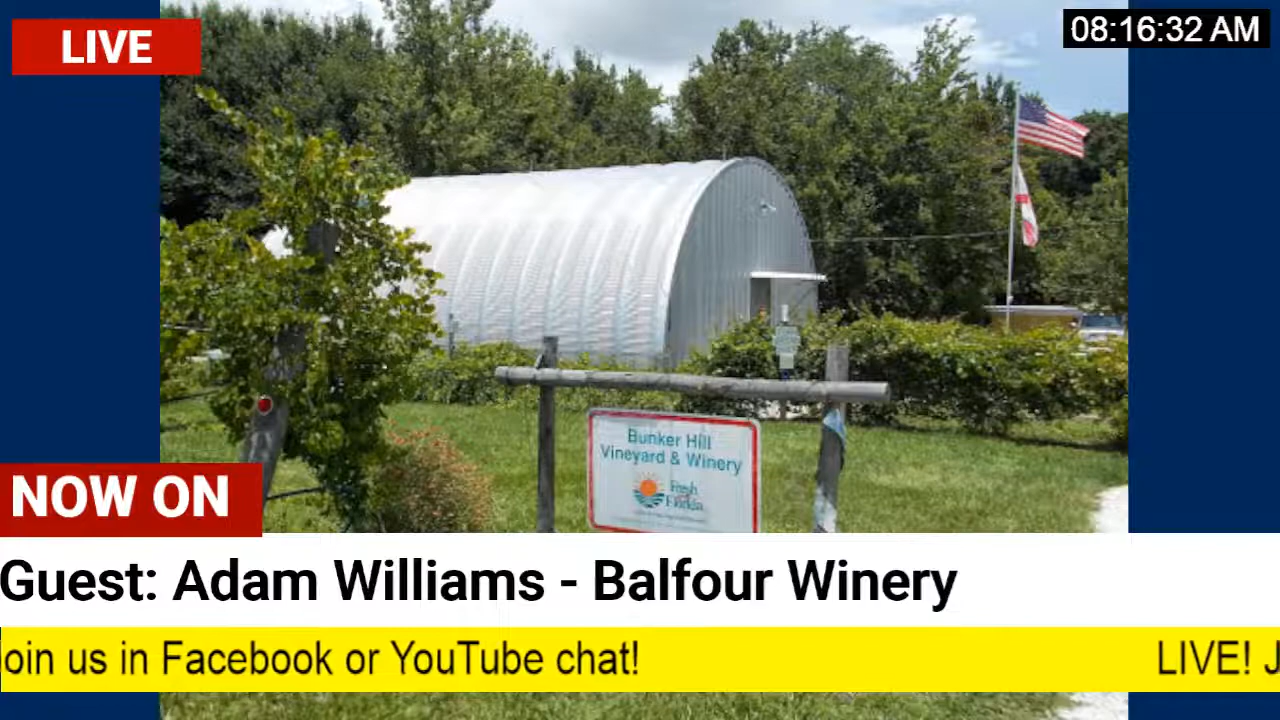 LIVE
08:16:32 AM
Bunker Hill
Vineyard & Winery
Fresh
Florida
NOW ON
Guest: Adam Williams - Balfour Winery
oin us in Facebook or YouTube chat!
LIVE! J